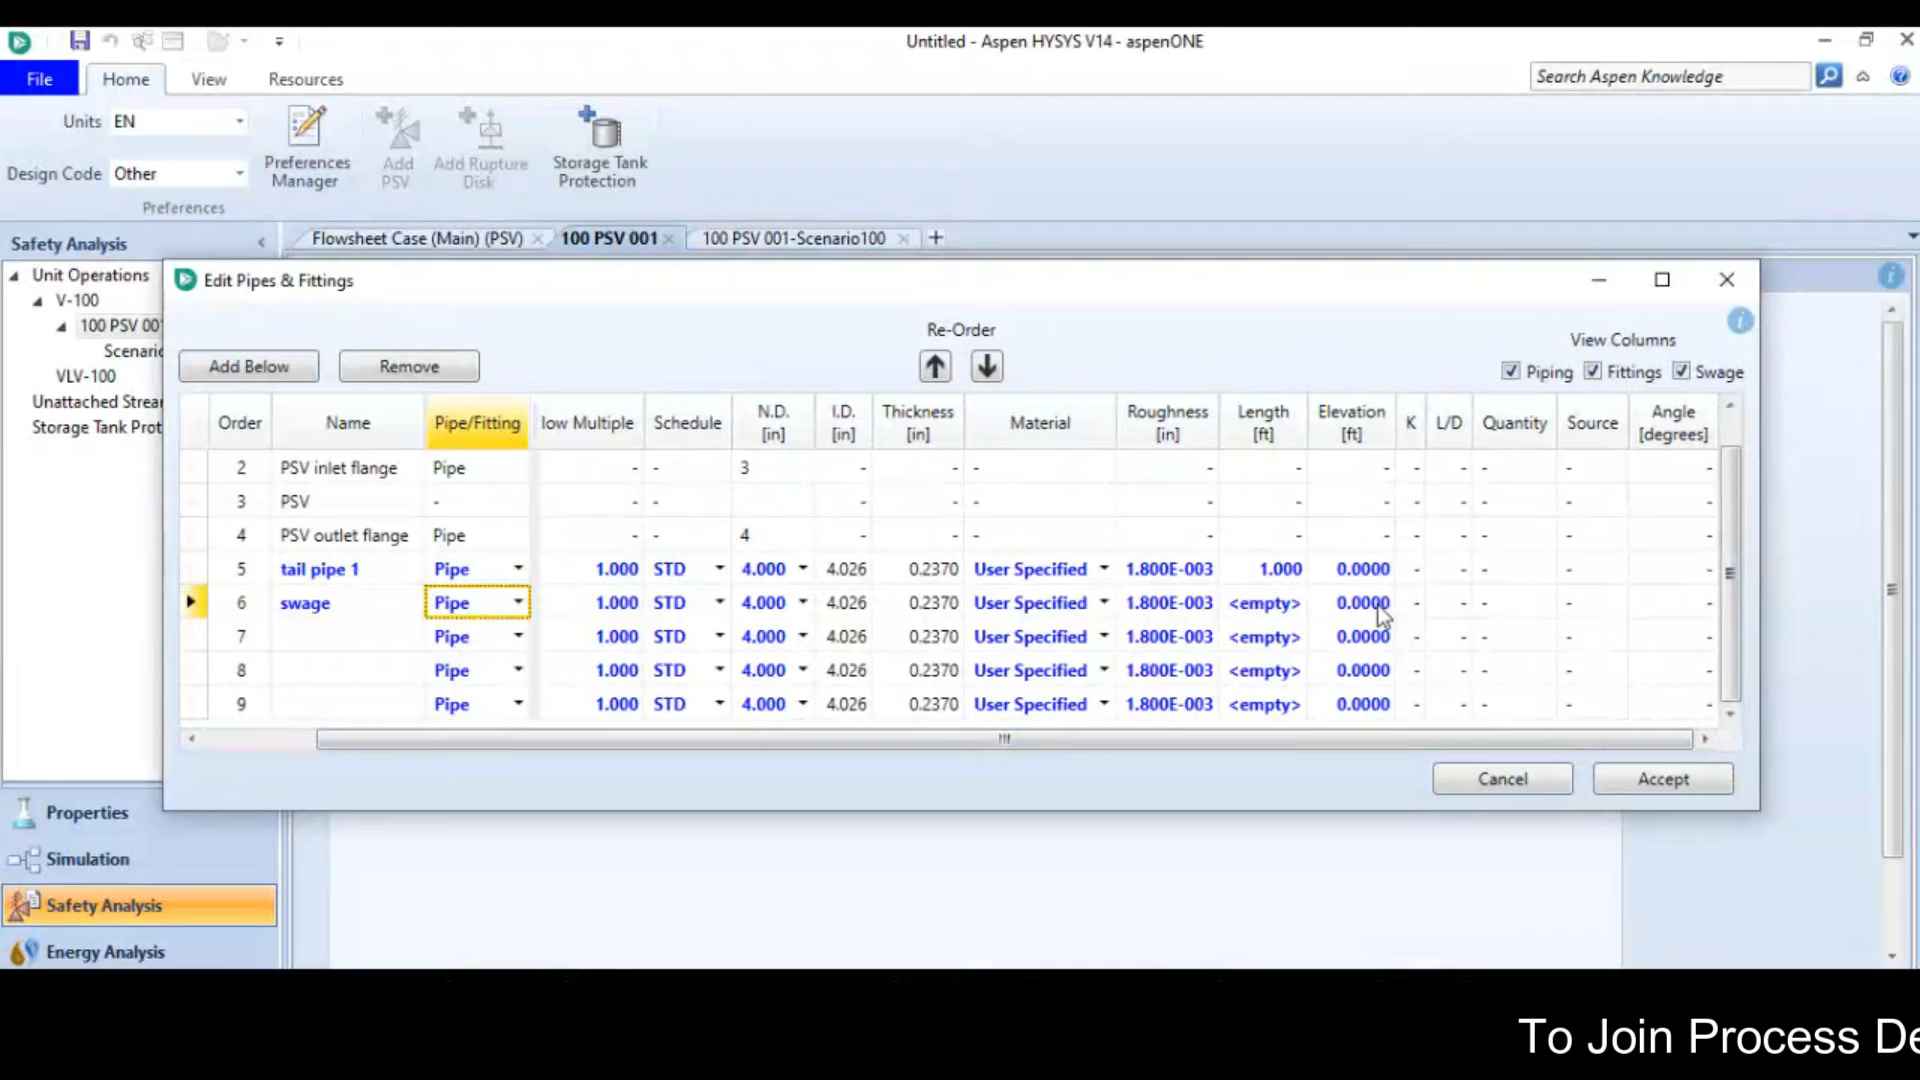 Untitled - Aspen HYSYS V14 - aspenONE
File Home View Resources
Search Aspen Knowledge
Units EN
Design Code Other
Preferences Manager
Add PSV
Add Rupture Disk
Storage Tank Protection
Preferences
Safety Analysis
Flowsheet Case (Main) (PSV) 100 PSV 001 100 PSV 001-Scenario100
Unit Operations
V-100
100 PSV 00
Scenario
VLV-100
Unattached Strea
Storage Tank Prot
Edit Pipes & Fittings
Add Below Remove
Re-Order
View Columns
Piping Fittings Swage
Order Name Pipe/Fitting low Multiple Schedule N.D. [in] I.D. [in] Thickness [in] Material Roughness [in] Length [ft] Elevation [ft] K L/D Quantity Source Angle [degrees]
2 PSV inlet flange Pipe - - 3 - - - - - - - - - - -
3 PSV - - - - - - - - - - - - -
4 PSV outlet flange Pipe - - 4 - - - - - - - - - - -
5 tail pipe 1 Pipe 1.000 STD 4.000 4.026 0.2370 User Specified 1.800E-003 1.000 0.0000 - - - - -
6 swage Pipe 1.000 STD 4.000 4.026 0.2370 User Specified 1.800E-003 <empty> 0.0000 - - - - -
7 Pipe 1.000 STD 4.000 4.026 0.2370 User Specified 1.800E-003 <empty> 0.0000 - - - - -
8 Pipe 1.000 STD 4.000 4.026 0.2370 User Specified 1.800E-003 <empty> 0.0000 - - - - -
9 Pipe 1.000 STD 4.000 4.026 0.2370 User Specified 1.800E-003 <empty> 0.0000 - - - - -
Cancel Accept
Properties
Simulation
Safety Analysis
Energy Analysis
To Join Process De